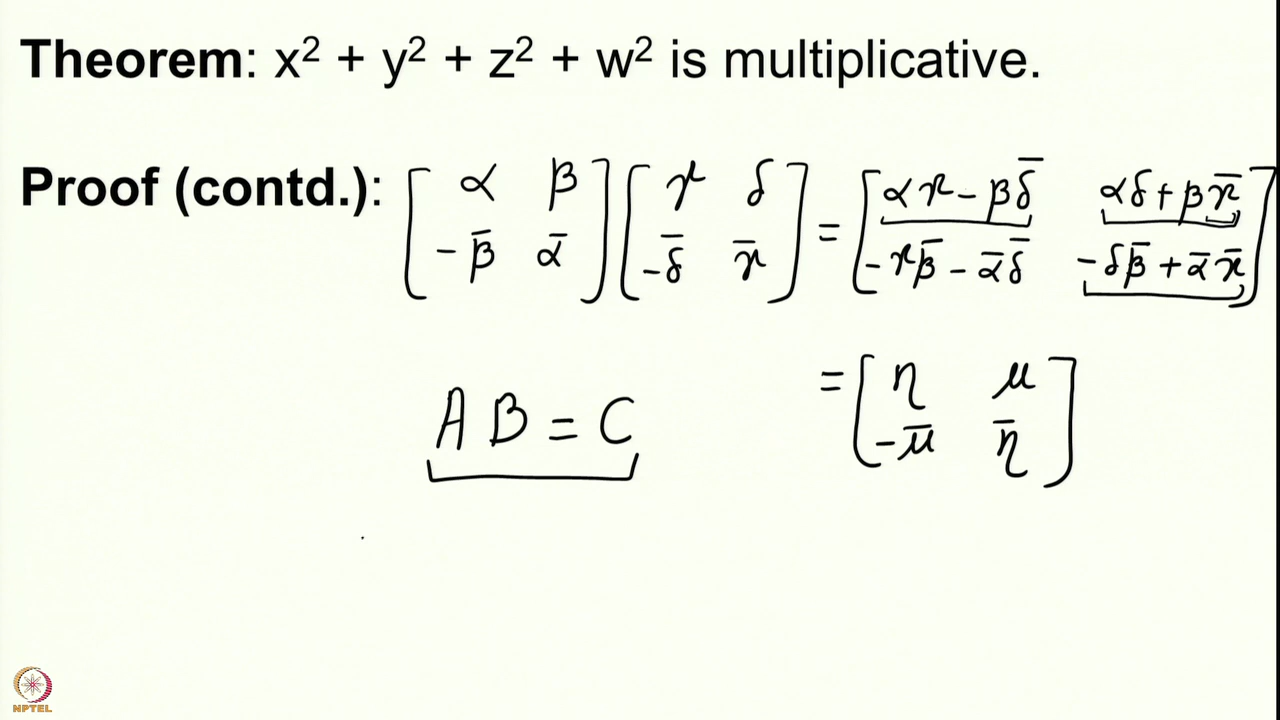 Theorem: x² + y² + z² + w² is multiplicative.
Proof (contd.): [α β; -β̄ ᾱ] [γ δ; -δ̄ γ̄] = [αγ - βδ̄ αδ + βγ̄; -γβ̄ - ᾱδ̄ -δβ̄ + ᾱγ̄]
= [η μ; -μ̄ η̄]
AB = C
NPTEL